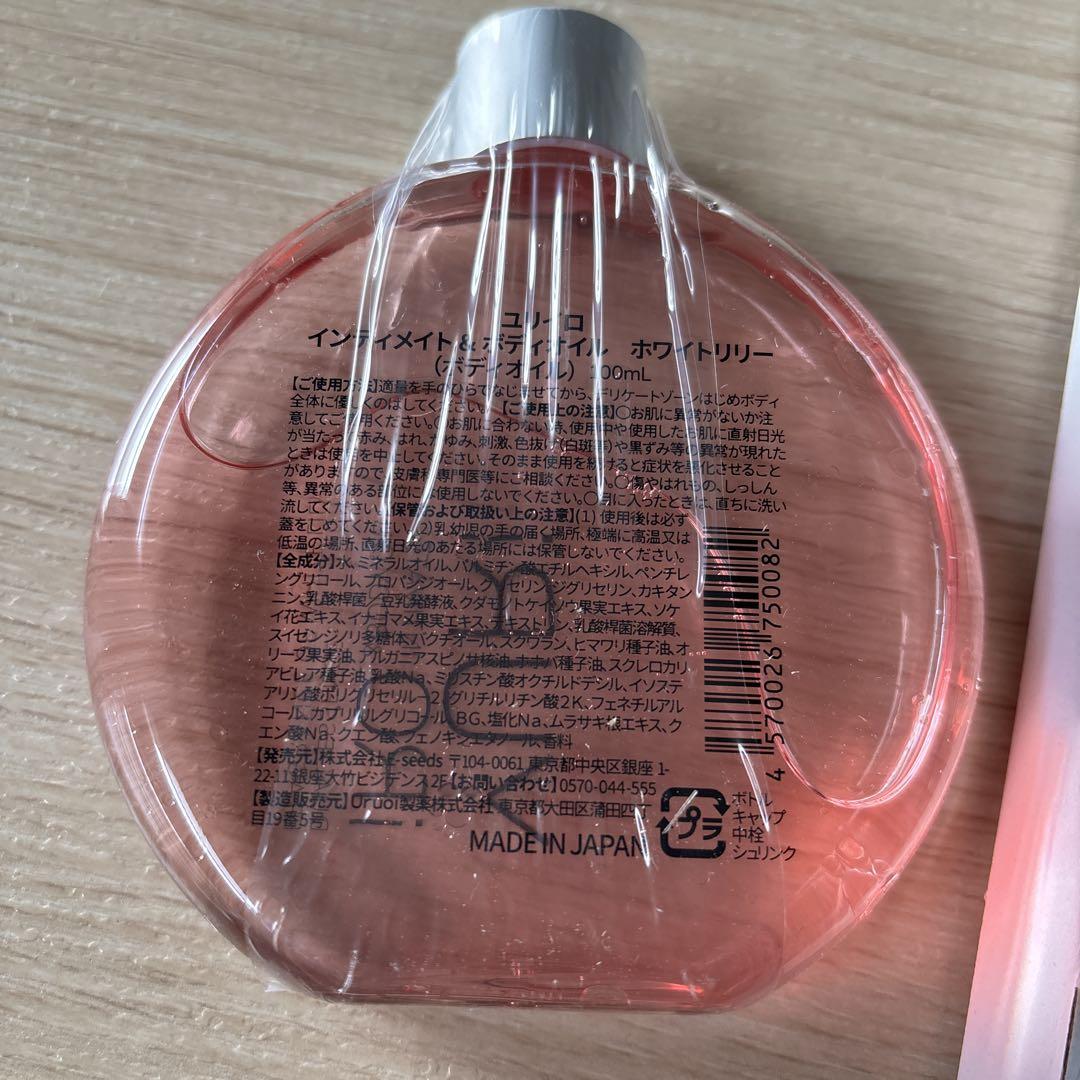 ユリイロ
インティメイト&ボディオイル ホワイトリリー
(ボディオイル) 100mL
【ご使用方法】適量を手のひらでなじませてから、デリケートゾーンはじめボディ
全体に優しくのばしてください。【ご使用上の注意】〇お肌に異常がないか注
意してご使用ください。〇お肌に合わない時、使用中や使用したお肌に直射日光
が当たって赤み、はれ、かゆみ、刺激、色抜け(白斑等)や黒ずみ等の異常が現れた
ときは使用を中止してください。そのまま使用を続けると症状を悪化させること
がありますので、皮膚科専門医等にご相談ください。〇傷やはれもの、しっしん
等、異常のある部位には使用しないでください。〇目に入ったときは、直ちに洗い
流してください。【保管および取扱い上の注意】(1) 使用後は必ず
蓋をしめてください。(2)乳幼児の手の届く場所、極端に高温又は
低温の場所、直射日光のあたる場所には保管しないでください。
【全成分】水、ミネラルオイル、パルミチン酸エチルヘキシル、ペンチレ
ングリコール、プロパンジオール、グリセリン、ジグリセリン、カキタン
ニン、乳酸桿菌/豆乳発酵液、クダモノトケイソウ果実エキス、ソケ
イ花エキス、イナゴマメ果実エキス、デキストリン、乳酸桿菌溶解質、
スイゼンジノリ多糖体、バクチオール、スクワラン、ヒマワリ種子油、オ
リーブ果実油、アルガニアスピノサ核油、ホホバ種子油、スクレロカリ
アビレア種子油、乳酸Na、ミリスチン酸オクチルドデシル、イソステ
アリン酸ポリグリセリル-2、グリチルリチン酸2K、フェネチルアル
コール、カプリリルグリコール、BG、塩化Na、ムラサキ根エキス、ク
エン酸Na、クエン酸、フェノキシエタノール、香料
【発売元】株式会社F seeds 〒104-0061 東京都中央区銀座 1-
22-11銀座大竹ビジデンス 2F【お問い合わせ】0570-044-555
【製造販売元】Uruoi製薬株式会社 東京都大田区蒲田四丁
目19番5号
MADE IN JAPAN
プラ
ボトル
キャップ
中栓
シュリンク
4 570026 750082